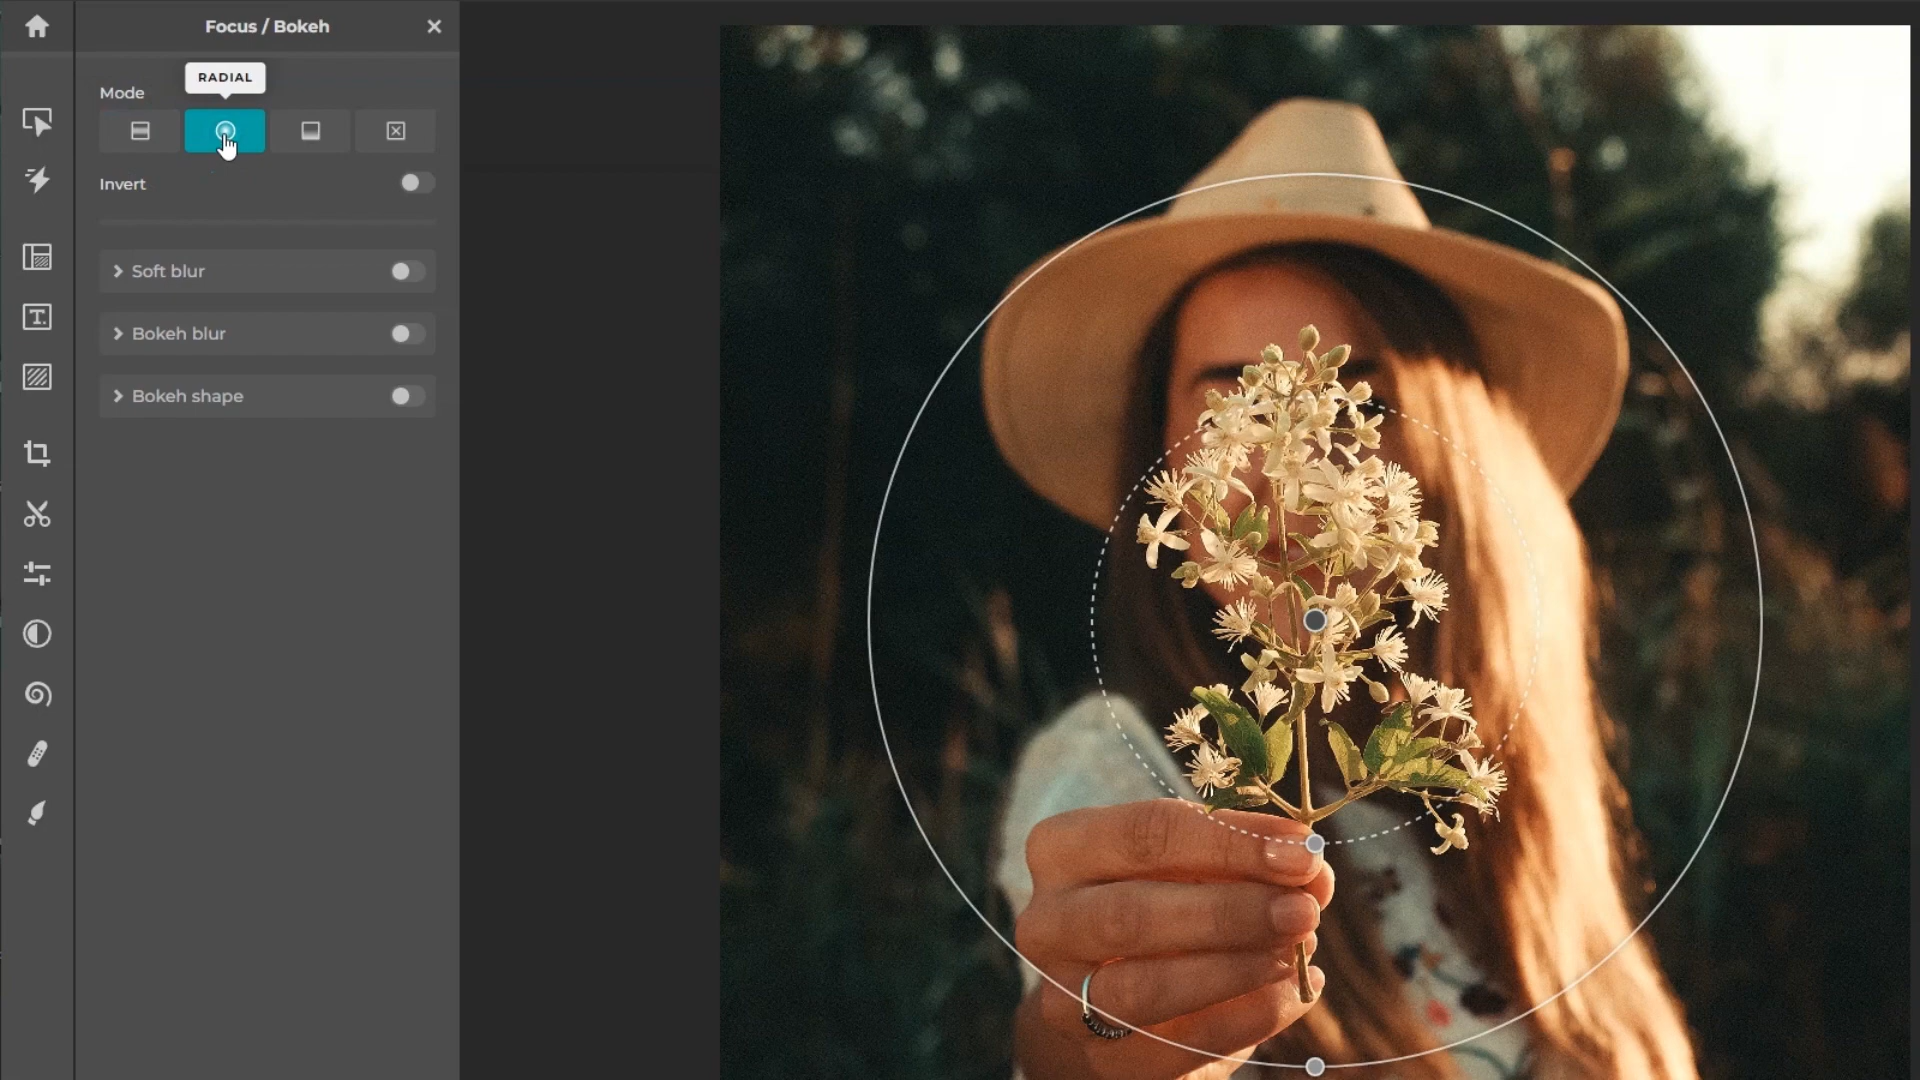 Focus / Bokeh
RADIAL
Mode
Invert
Soft blur
Bokeh blur
Bokeh shape